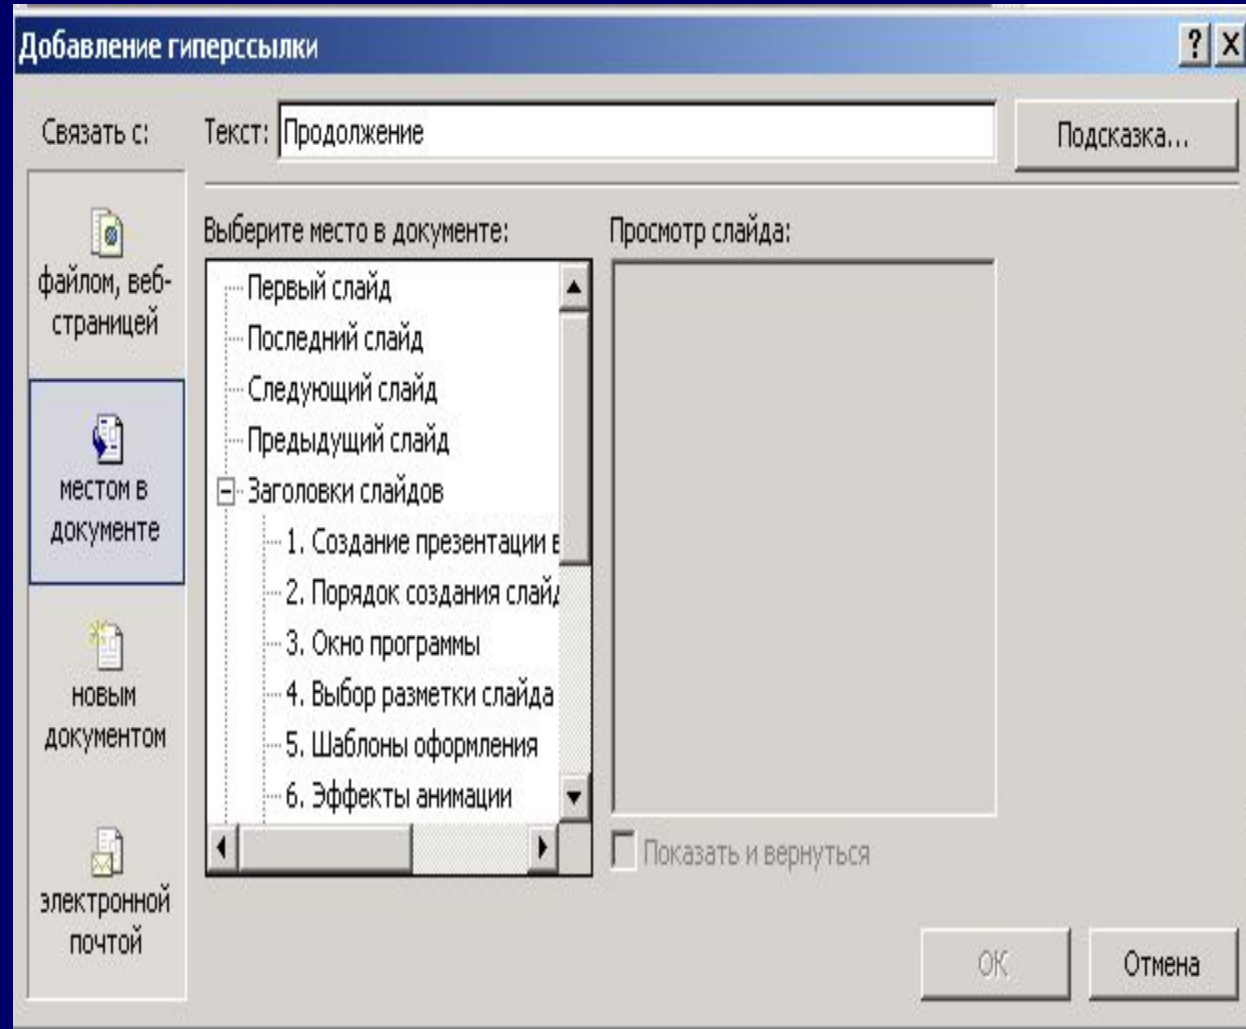 Добавление гиперссылки
Связать с:
Текст: Продолжение
Подсказка...
файлом, веб-
страницей
местом в
документе
новым
документом
электронной
почтой
Выберите место в документе:
Первый слайд
Последний слайд
Следующий слайд
Предыдущий слайд
Заголовки слайдов
1. Создание презентации в
2. Порядок создания слайд
3. Окно программы
4. Выбор разметки слайда
5. Шаблоны оформления
6. Эффекты анимации
Просмотр слайда:
Показать и вернуться
ОК
Отмена